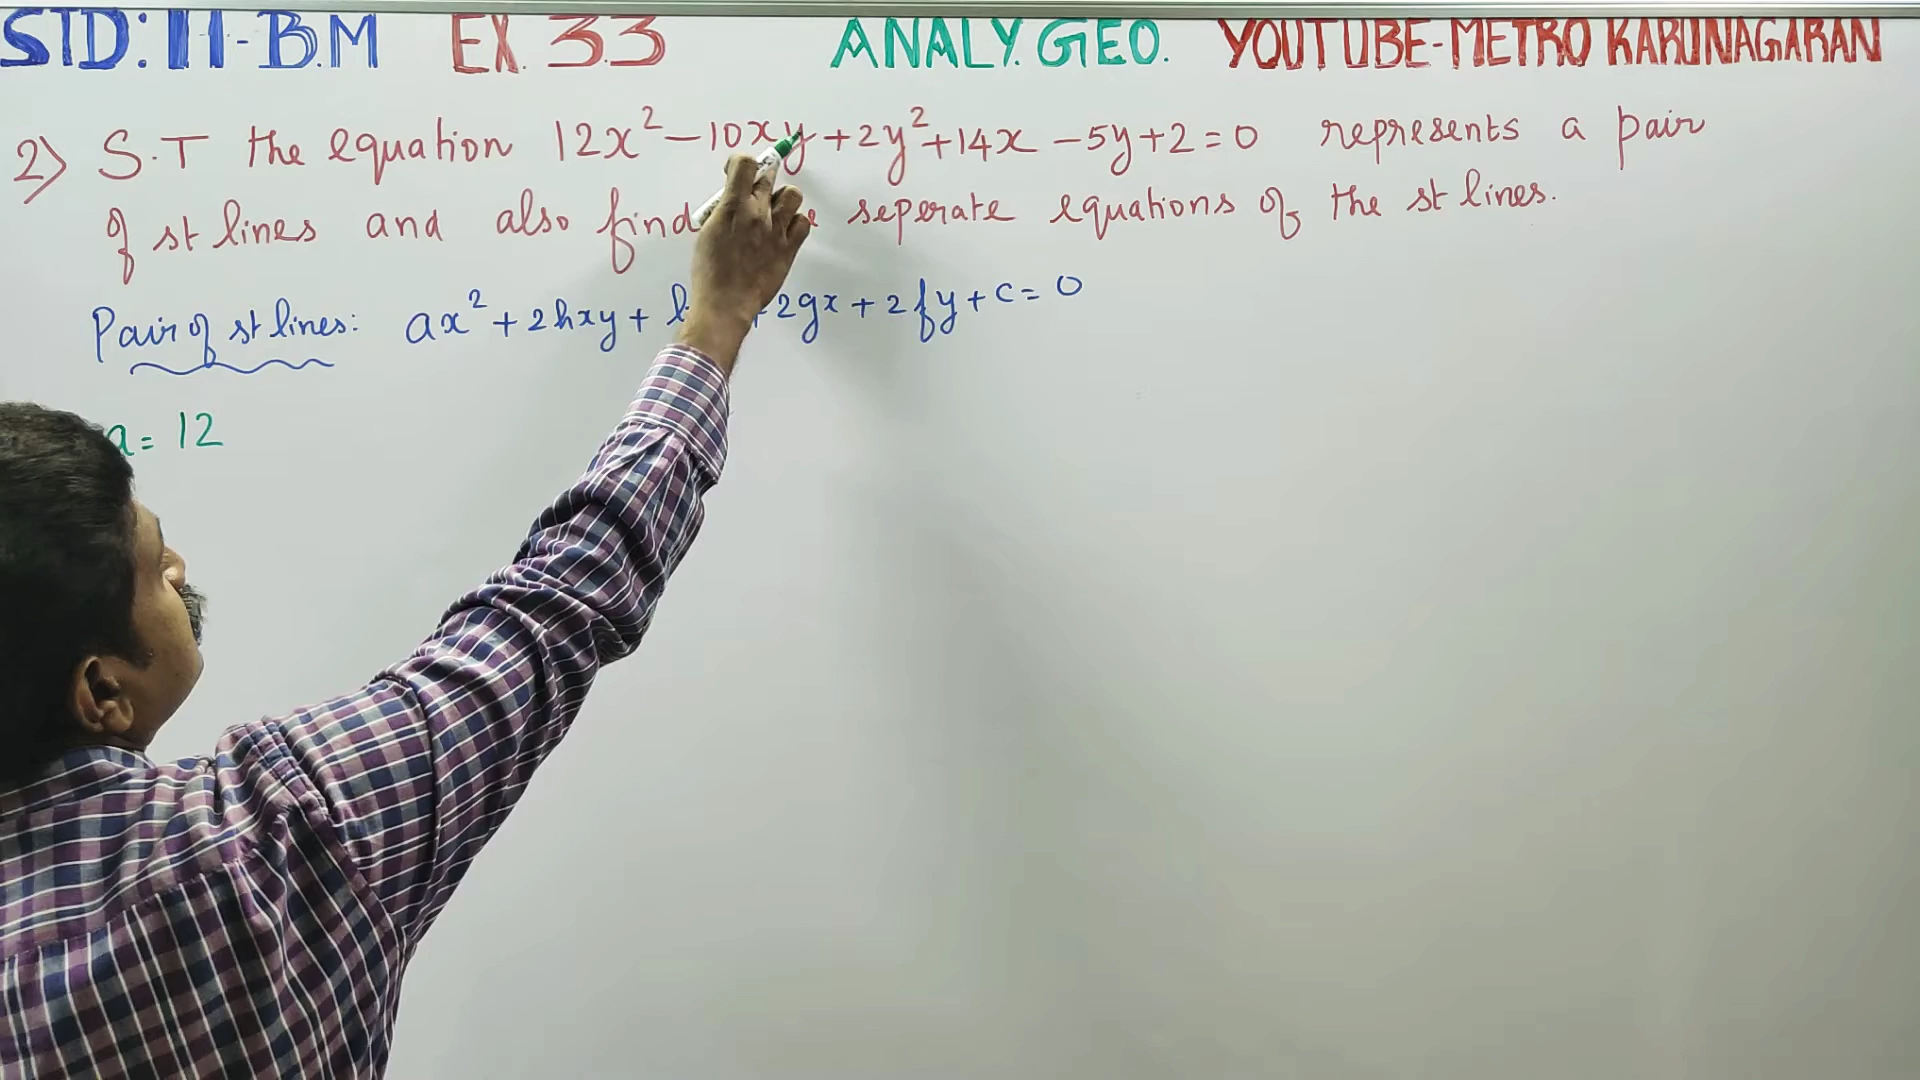 STD: 11-B.M EX. 3.3 ANALY. GEO. YOUTUBE-METRO KARUNAGARAN
2) S.T the equation 12x² - 10xy + 2y² + 14x - 5y + 2 = 0 represents a pair
of st lines and also find seperate equations of the st lines.
Pair of st lines: ax² + 2hxy + 2gx + 2fy + c = 0
a = 12